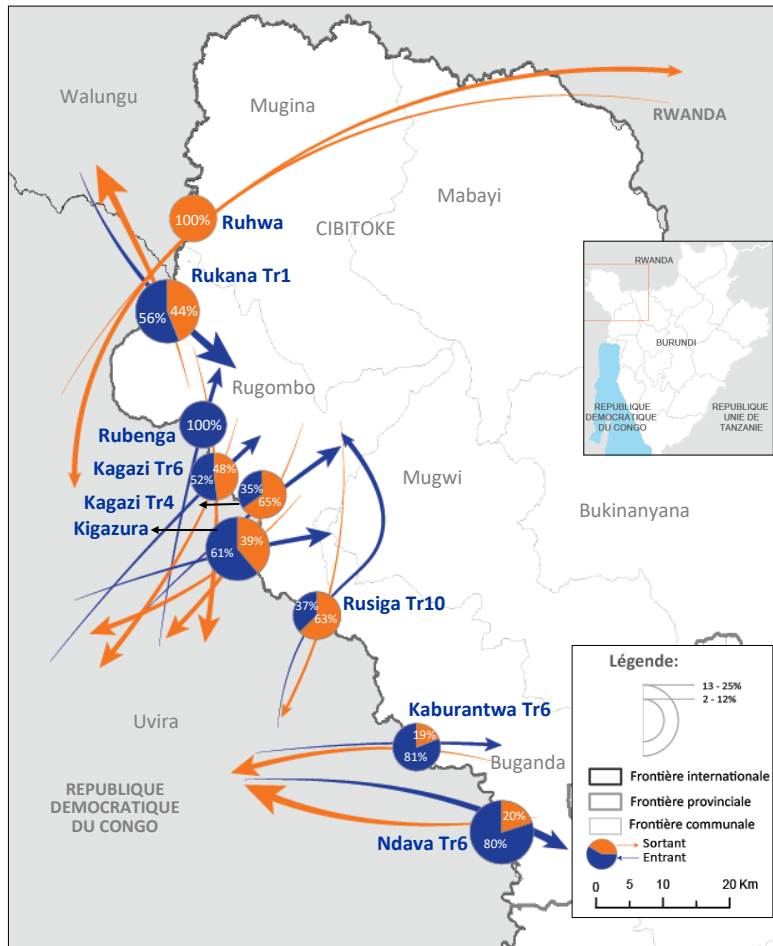 Walungu
Mugina
RWANDA
Mabayi
100%
Ruhwa
CIBITOKE
Rukana Tr1
44%
56%
RWANDA
BURUNDI
REPUBLIQUE
DEMOCRATIQUE
DU CONGO
REPUBLIQUE
UNIE DE
TANZANIE
Rugombo
100%
Rubenga
Kagazi Tr6
48%
52%
Mugwi
Kagazi Tr4
35%
65%
Bukinanyana
Kigazura
39%
61%
37%
63%
Rusiga Tr10
Uvira
Kaburantwa Tr6
19%
81%
Buganda
REPUBLIQUE
DEMOCRATIQUE
DU CONGO
20%
80%
Ndava Tr6
Légende:
13 - 25%
2 - 12%
Frontière internationale
Frontière provinciale
Frontière communale
Sortant
Entrant
0 5 10 20 Km